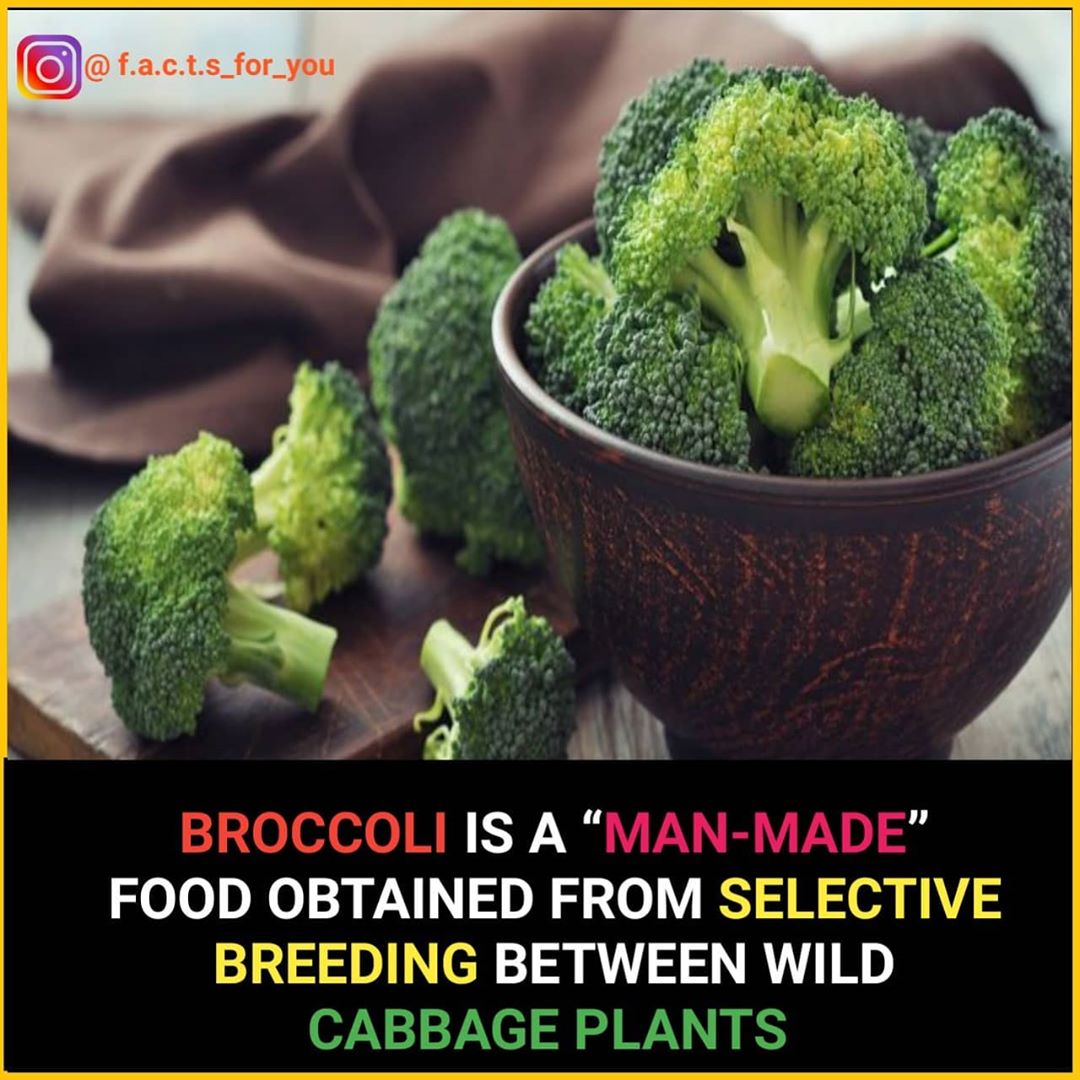 @ f.a.c.t.s_for_you
BROCCOLI IS A “MAN-MADE”
FOOD OBTAINED FROM SELECTIVE
BREEDING BETWEEN WILD
CABBAGE PLANTS